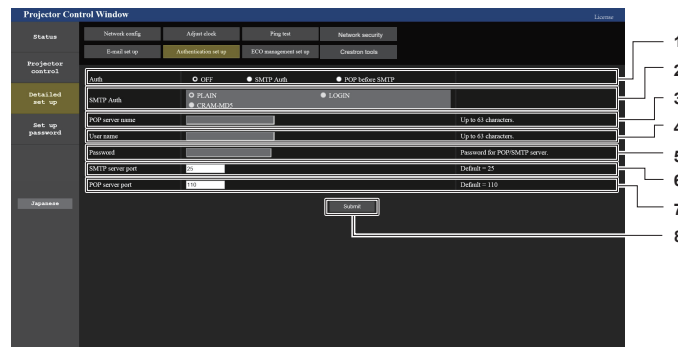 Projector Control Window
License
Status
Network config
Adjust clock
Ping test
Network security
E-mail set up
Authentication set up
ECO management set up
Crestron tools
Projector
control
Detailed
set up
Set up
password
Japanese
Auth OFF SMTP Auth POP before SMTP
SMTP Auth PLAIN LOGIN
CRAM-MD5
POP server name Up to 63 characters.
User name Up to 63 characters.
Password Password for POP/SMTP server.
SMTP server port 25 Default = 25
POP server port 110 Default = 110
Submit
1
2
3
4
5
6
7
8